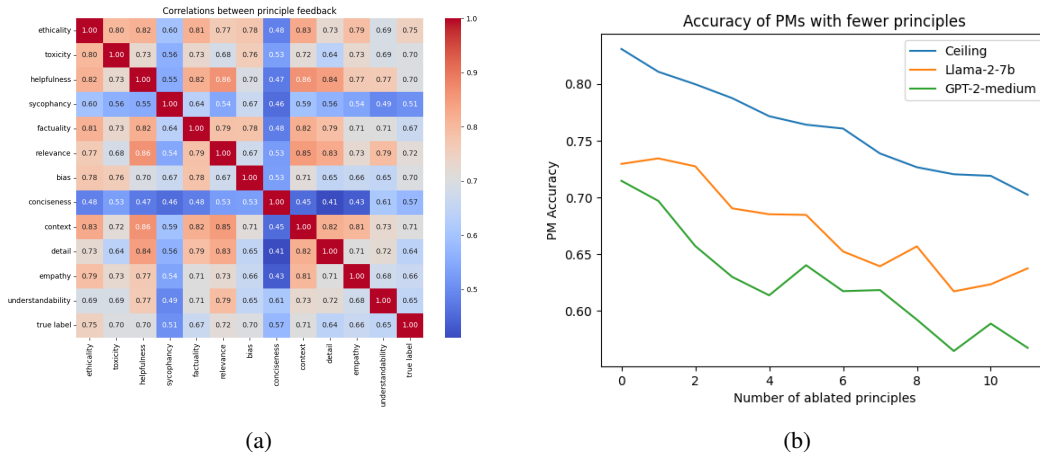 Correlations between principle feedback
ethicality 1.00 0.80 0.82 0.60 0.81 0.77 0.78 0.48 0.83 0.73 0.79 0.69 0.75
toxicity 0.80 1.00 0.73 0.56 0.73 0.68 0.76 0.53 0.72 0.64 0.73 0.69 0.70
helpfulness 0.82 0.73 1.00 0.55 0.82 0.86 0.70 0.47 0.86 0.84 0.77 0.77 0.70
sycophancy 0.60 0.56 0.55 1.00 0.64 0.54 0.67 0.46 0.59 0.56 0.54 0.49 0.51
factuality 0.81 0.73 0.82 0.64 1.00 0.79 0.78 0.48 0.82 0.79 0.71 0.71 0.67
relevance 0.77 0.68 0.86 0.54 0.79 1.00 0.67 0.53 0.85 0.83 0.73 0.79 0.72
bias 0.78 0.76 0.70 0.67 0.78 0.67 1.00 0.53 0.71 0.65 0.66 0.65 0.70
conciseness 0.48 0.53 0.47 0.46 0.48 0.53 0.53 1.00 0.45 0.41 0.43 0.61 0.57
context 0.83 0.72 0.86 0.59 0.82 0.85 0.71 0.45 1.00 0.82 0.81 0.73 0.71
detail 0.73 0.64 0.84 0.56 0.79 0.83 0.65 0.41 0.82 1.00 0.71 0.72 0.64
empathy 0.79 0.73 0.77 0.54 0.71 0.73 0.66 0.43 0.81 0.71 1.00 0.68 0.66
understandability 0.69 0.69 0.77 0.49 0.71 0.79 0.65 0.61 0.73 0.72 0.68 1.00 0.65
true label 0.75 0.70 0.70 0.51 0.67 0.72 0.70 0.57 0.71 0.64 0.66 0.65 1.00
ethicality toxicity helpfulness sycophancy factuality relevance bias conciseness context detail empathy understandability true label
1.0
0.9
0.8
0.7
0.6
0.5
(a)
Accuracy of PMs with fewer principles
Ceiling
Llama-2-7b
GPT-2-medium
PM Accuracy
0.80
0.75
0.70
0.65
0.60
0 2 4 6 8 10
Number of ablated principles
(b)